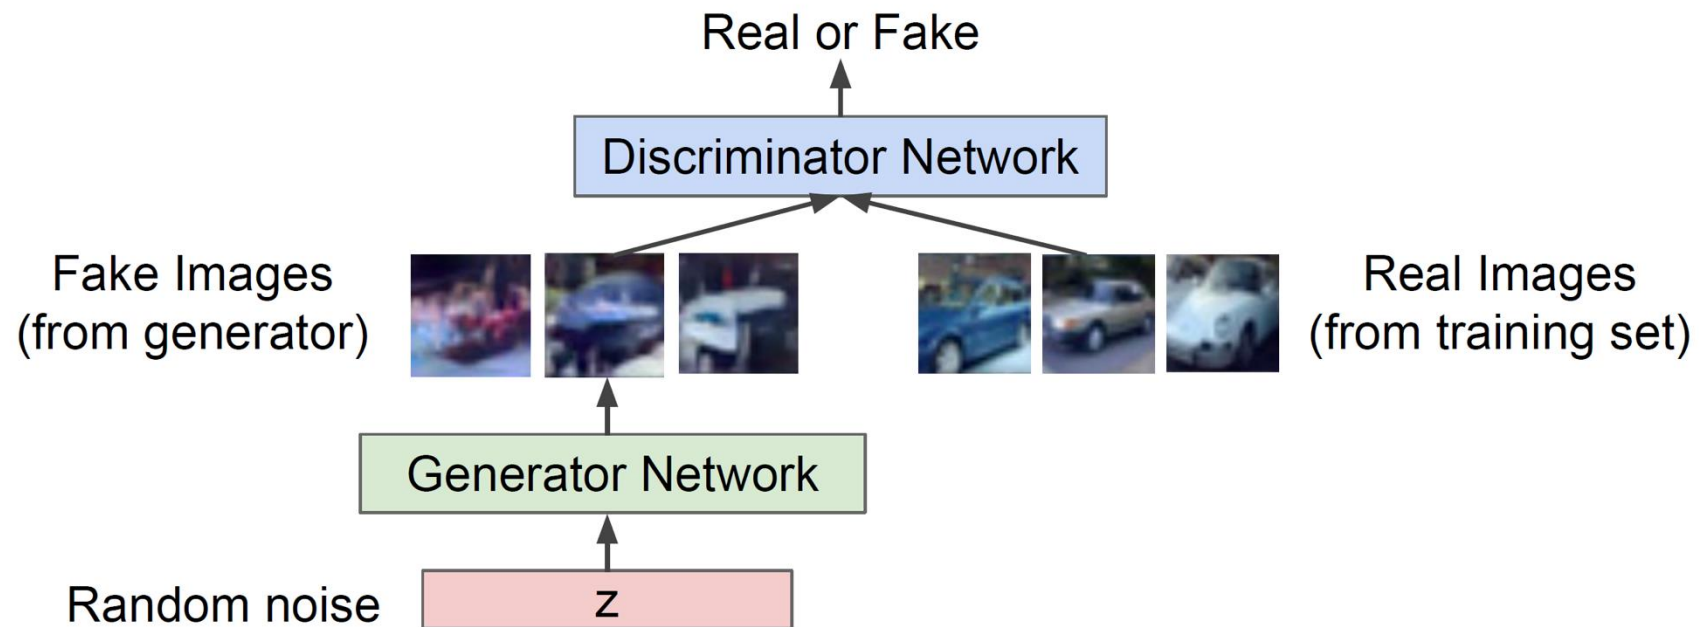 Real or Fake
Discriminator Network
Fake Images
(from generator)
Real Images
(from training set)
Generator Network
Random noise
z